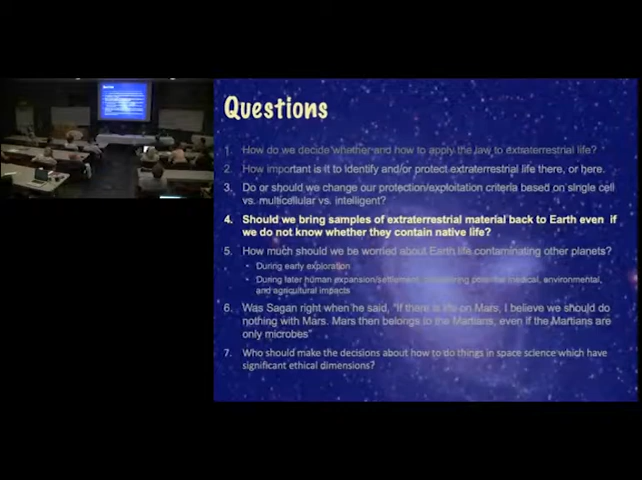 Questions
1. How do we decide whether and how to apply the law to extraterrestrial life?
2. How important is it to identify and/or protect extraterrestrial life there, or here.
3. Do or should we change our protection/exploitation criteria based on single cell
vs. multicellular vs. intelligent?
4. Should we bring samples of extraterrestrial material back to Earth even if
we do not know whether they contain native life?
5. How much should we be worried about Earth life contaminating other planets?
• During early exploration
• During later human expansion/settlement, considering potential medical, environmental,
and agricultural impacts
6. Was Sagan right when he said, "If there is life on Mars, I believe we should do
nothing with Mars. Mars then belongs to the Martians, even if the Martians are
only microbes"
7. Who should make the decisions about how to do things in space science which have
significant ethical dimensions?